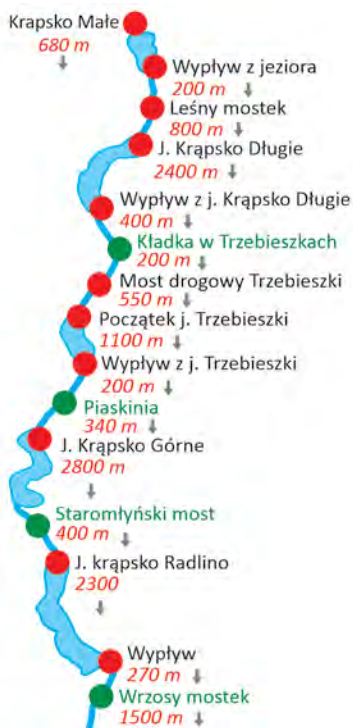 Krapsko Małe
680 m
Wypływ z jeziora
200 m
Leśny mostek
800 m
J. Krąpsko Długie
2400 m
Wypływ z j. Krąpsko Długie
400 m
Kładka w Trzebieszkach
200 m
Most drogowy Trzebieszki
550 m
Początek j. Trzebieszki
1100 m
Wypływ z j. Trzebieszki
200 m
Piaskinia
340 m
J. Krąpsko Górne
2800 m
Staromłyński most
400 m
J. krąpsko Radlino
2300
Wypływ
270 m
Wrzosy mostek
1500 m